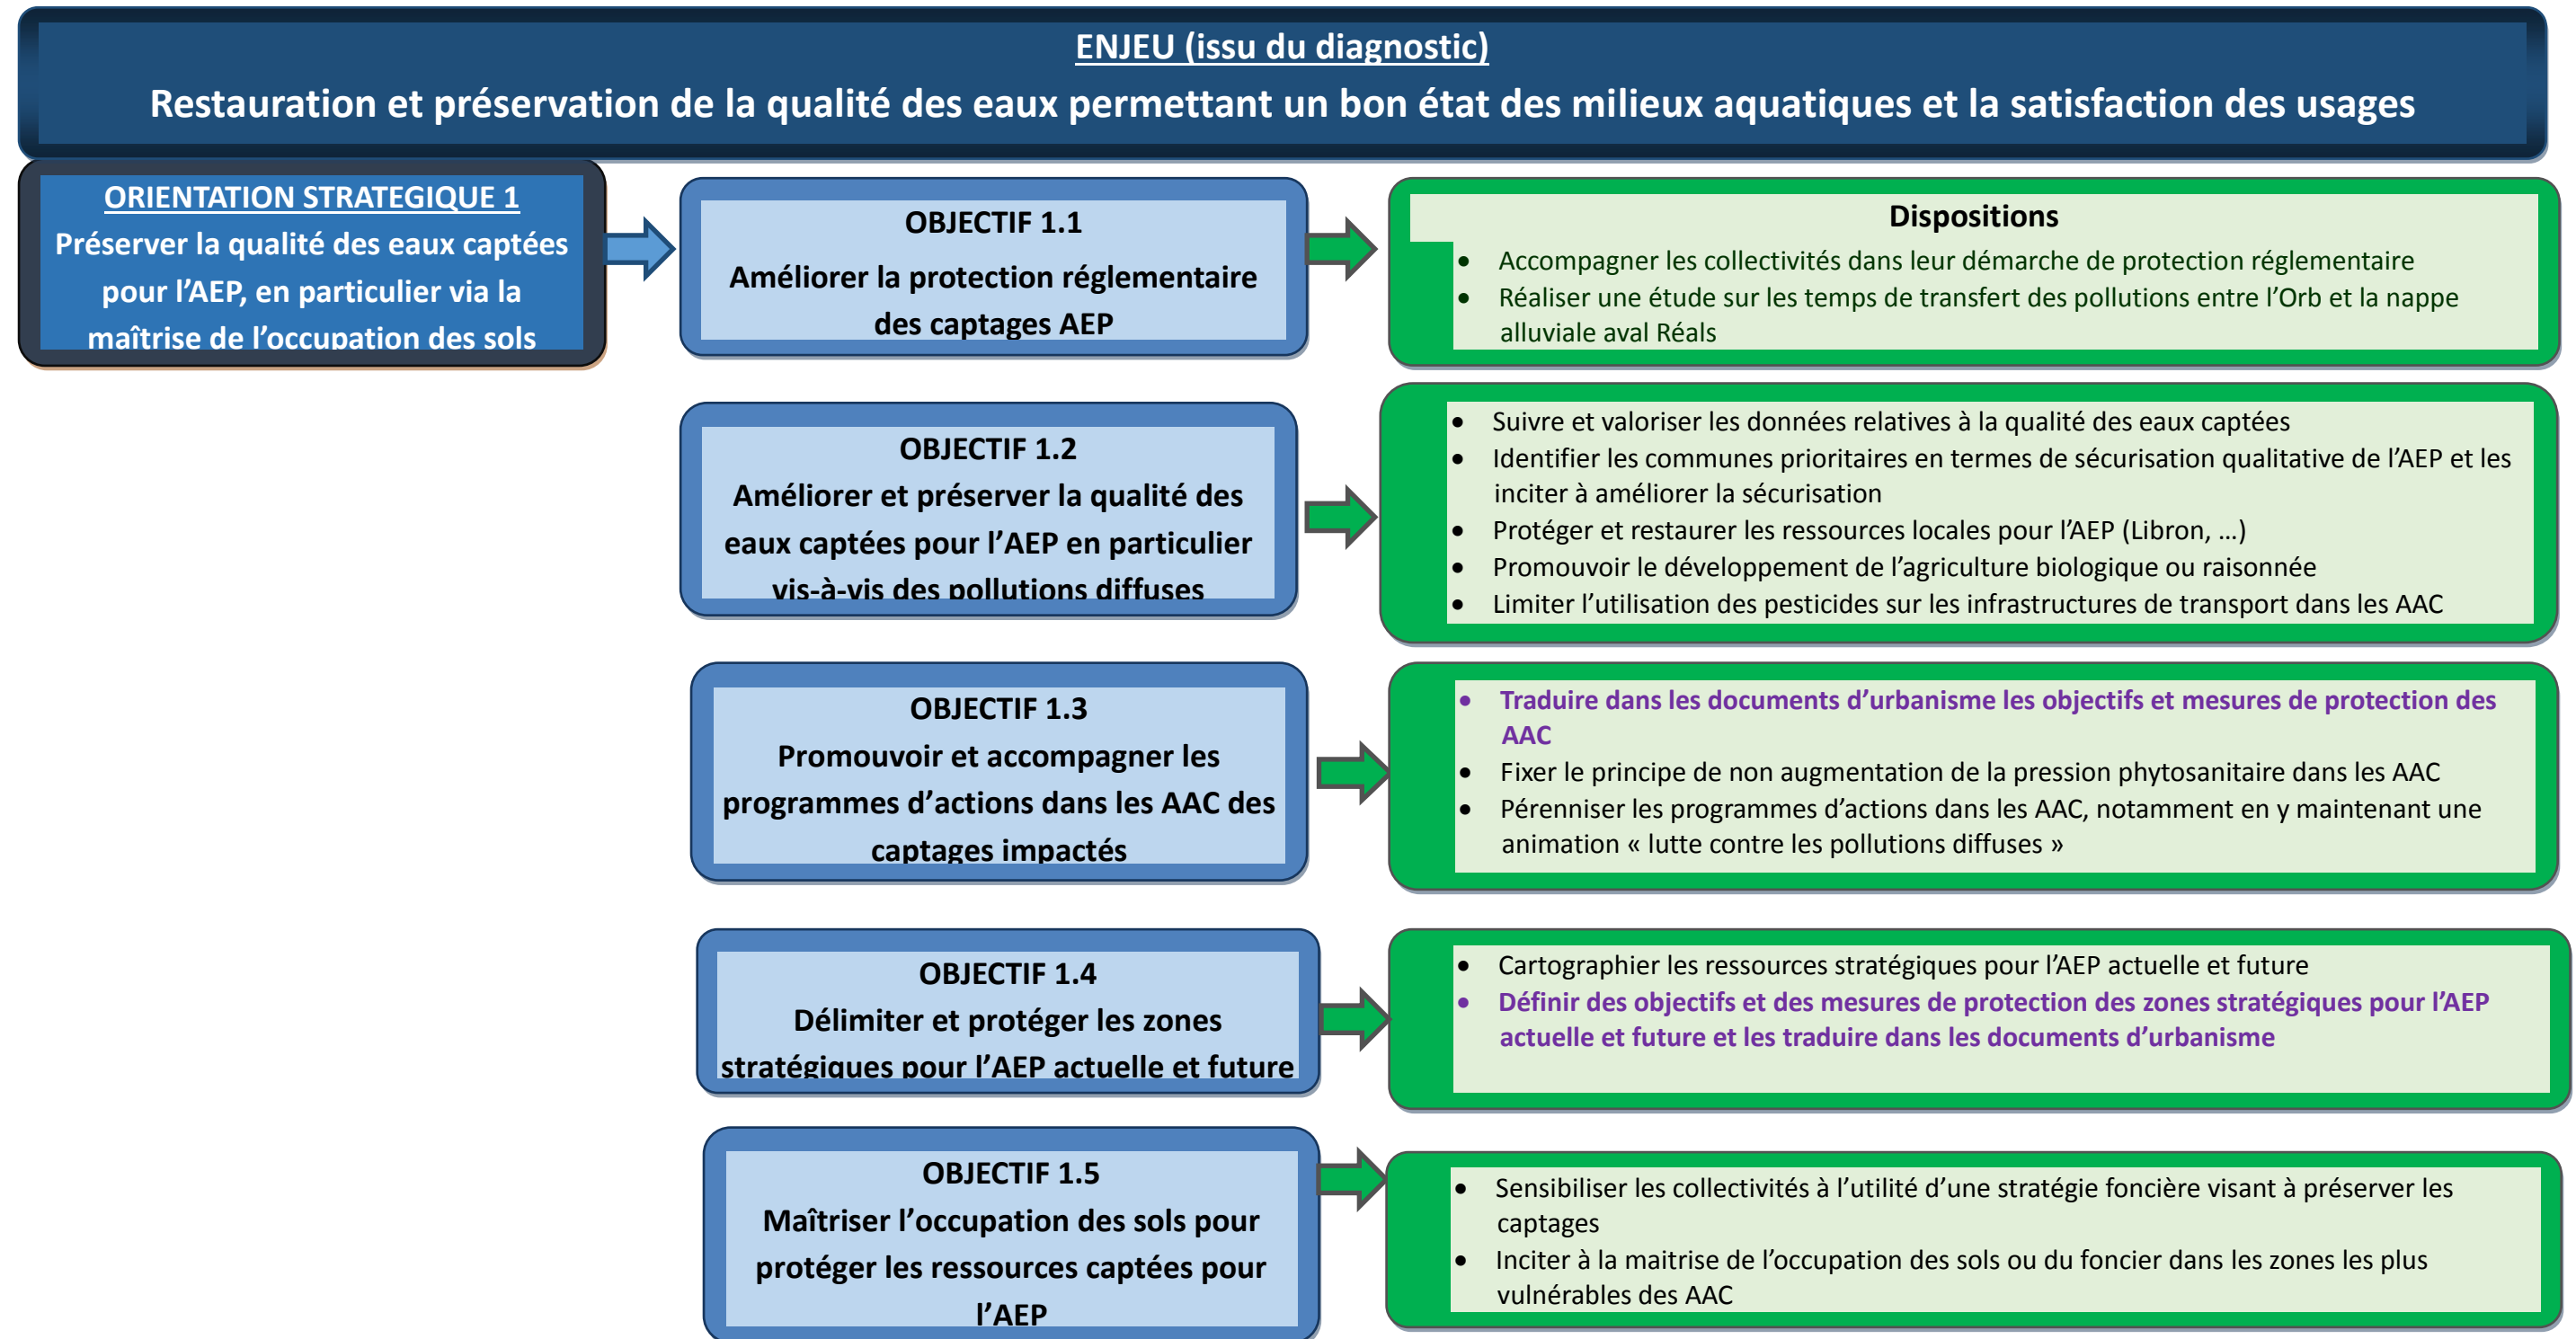 ENJEU (issu du diagnostic)
Restauration et préservation de la qualité des eaux permettant un bon état des milieux aquatiques et la satisfaction des usages
ORIENTATION STRATEGIQUE 1
Préserver la qualité des eaux captées
pour l’AEP, en particulier via la
maîtrise de l’occupation des sols
OBJECTIF 1.1
Améliorer la protection réglementaire
des captages AEP
Dispositions
• Accompagner les collectivités dans leur démarche de protection réglementaire
• Réaliser une étude sur les temps de transfert des pollutions entre l’Orb et la nappe
alluviale aval Réals
OBJECTIF 1.2
Améliorer et préserver la qualité des
eaux captées pour l’AEP en particulier
vis-à-vis des pollutions diffuses
• Suivre et valoriser les données relatives à la qualité des eaux captées
• Identifier les communes prioritaires en termes de sécurisation qualitative de l’AEP et les
inciter à améliorer la sécurisation
• Protéger et restaurer les ressources locales pour l’AEP (Libron, …)
• Promouvoir le développement de l’agriculture biologique ou raisonnée
• Limiter l’utilisation des pesticides sur les infrastructures de transport dans les AAC
OBJECTIF 1.3
Promouvoir et accompagner les
programmes d’actions dans les AAC des
captages impactés
• Traduire dans les documents d’urbanisme les objectifs et mesures de protection des
AAC
• Fixer le principe de non augmentation de la pression phytosanitaire dans les AAC
• Pérenniser les programmes d’actions dans les AAC, notamment en y maintenant une
animation « lutte contre les pollutions diffuses »
OBJECTIF 1.4
Délimiter et protéger les zones
stratégiques pour l’AEP actuelle et future
• Cartographier les ressources stratégiques pour l’AEP actuelle et future
• Définir des objectifs et des mesures de protection des zones stratégiques pour l’AEP
actuelle et future et les traduire dans les documents d’urbanisme
OBJECTIF 1.5
Maîtriser l’occupation des sols pour
protéger les ressources captées pour
l’AEP
• Sensibiliser les collectivités à l’utilité d’une stratégie foncière visant à préserver les
captages
• Inciter à la maitrise de l’occupation des sols ou du foncier dans les zones les plus
vulnérables des AAC